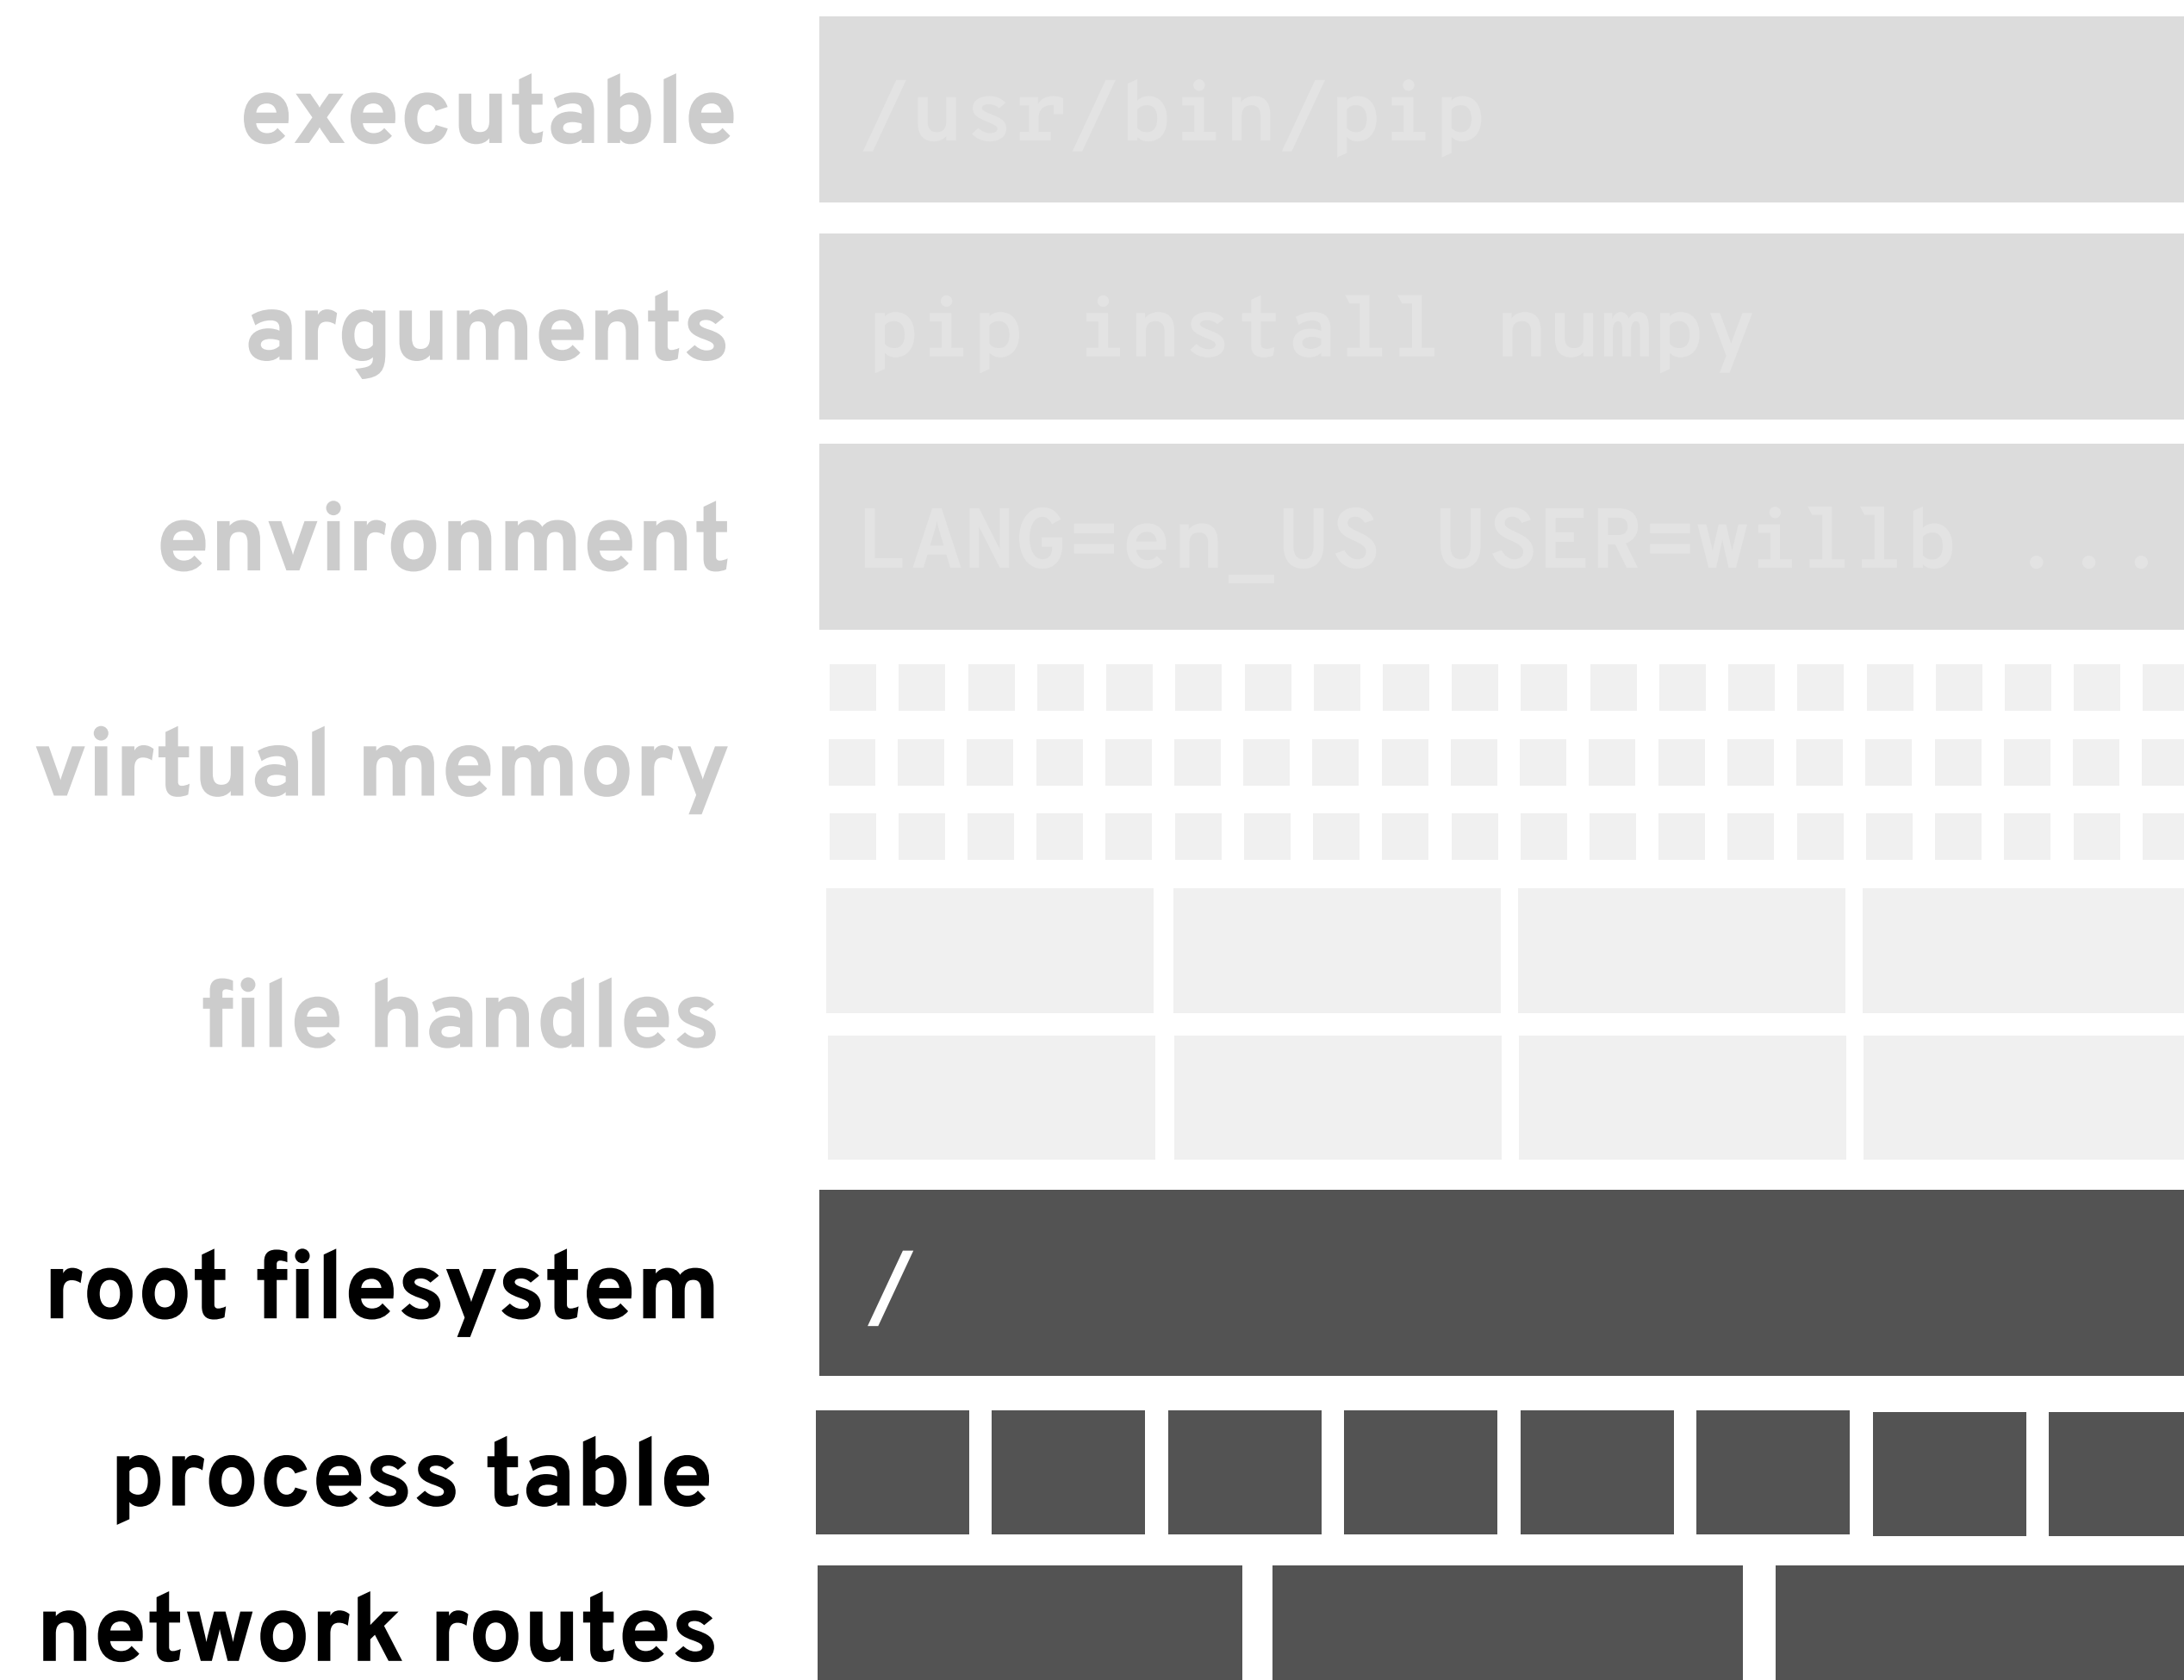 executable /usr/bin/pip
arguments pip install numpy
environment LANG=en_US USER=willb ...
virtual memory
file handles
root filesystem /
process table
network routes